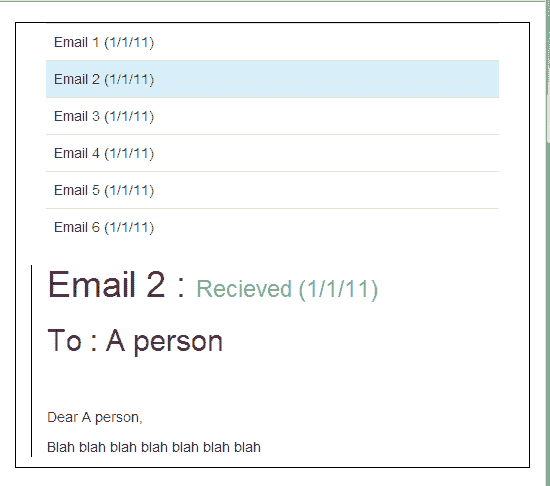 Email 1 (1/1/11)
Email 2 (1/1/11)
Email 3 (1/1/11)
Email 4 (1/1/11)
Email 5 (1/1/11)
Email 6 (1/1/11)
Email 2 : Recieved (1/1/11)
To : A person
Dear A person,
Blah blah blah blah blah blah blah